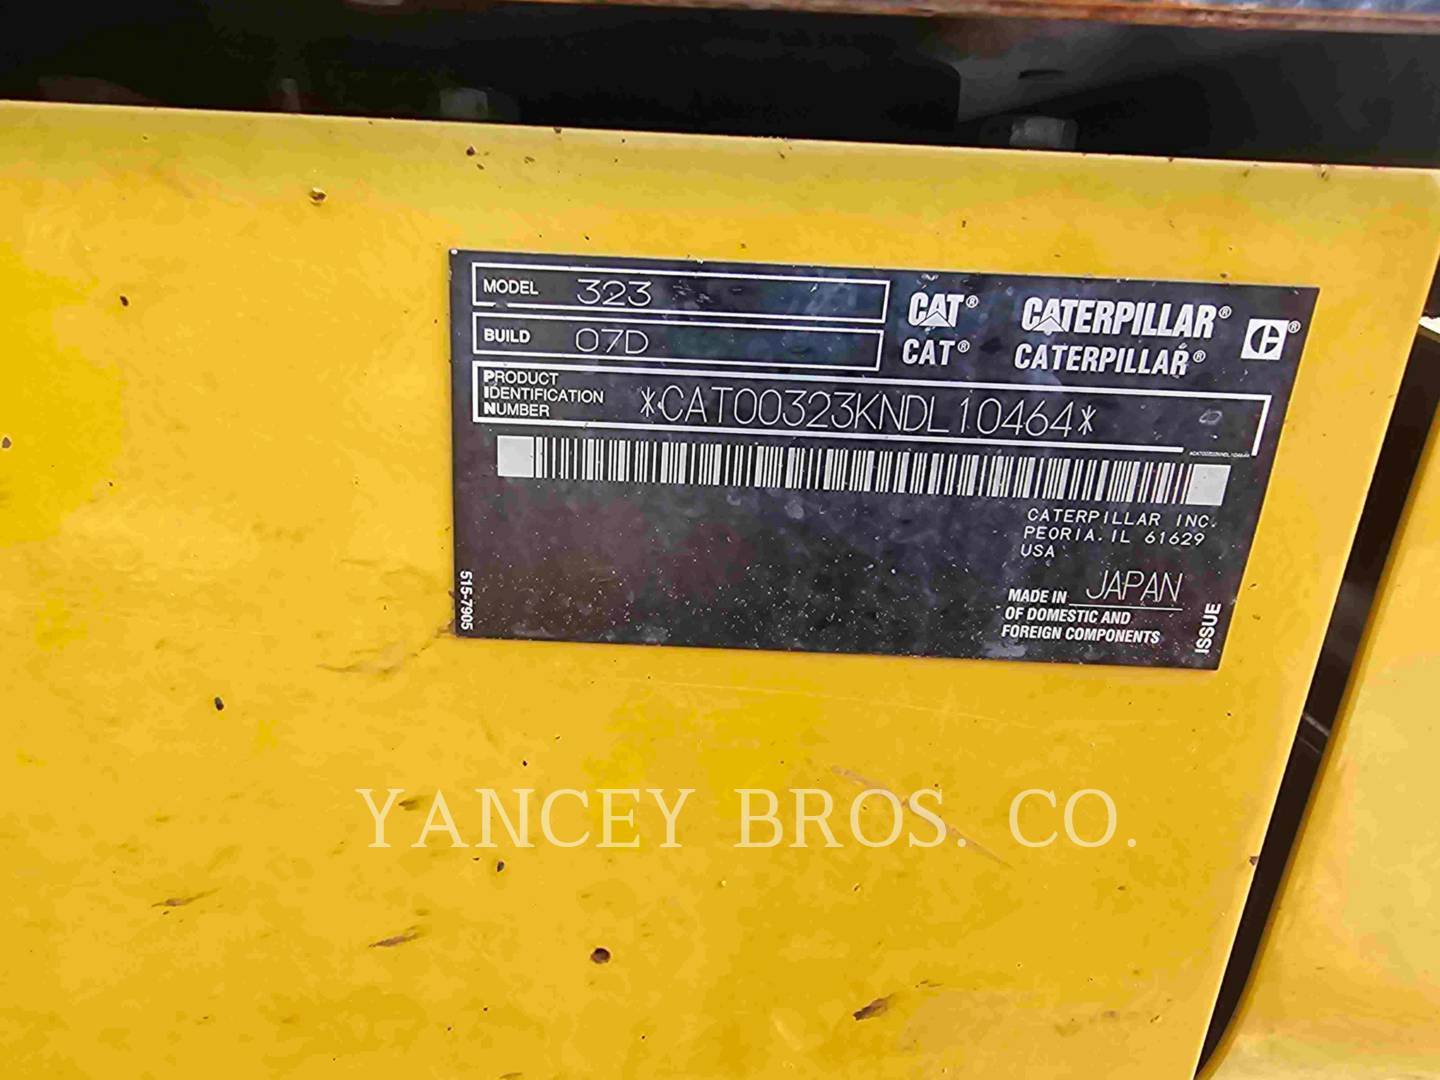 MODEL 323
BUILD 07D
CAT® CATERPILLAR®
CAT® CATERPILLAR®
PRODUCT
IDENTIFICATION
NUMBER
*CAT00323KNDL10464*
CATERPILLAR INC.
PEORIA.IL 61629
USA
MADE IN JAPAN
OF DOMESTIC AND
FOREIGN COMPONENTS
515-7905
ISSUE
YANCEY BROS. CO.